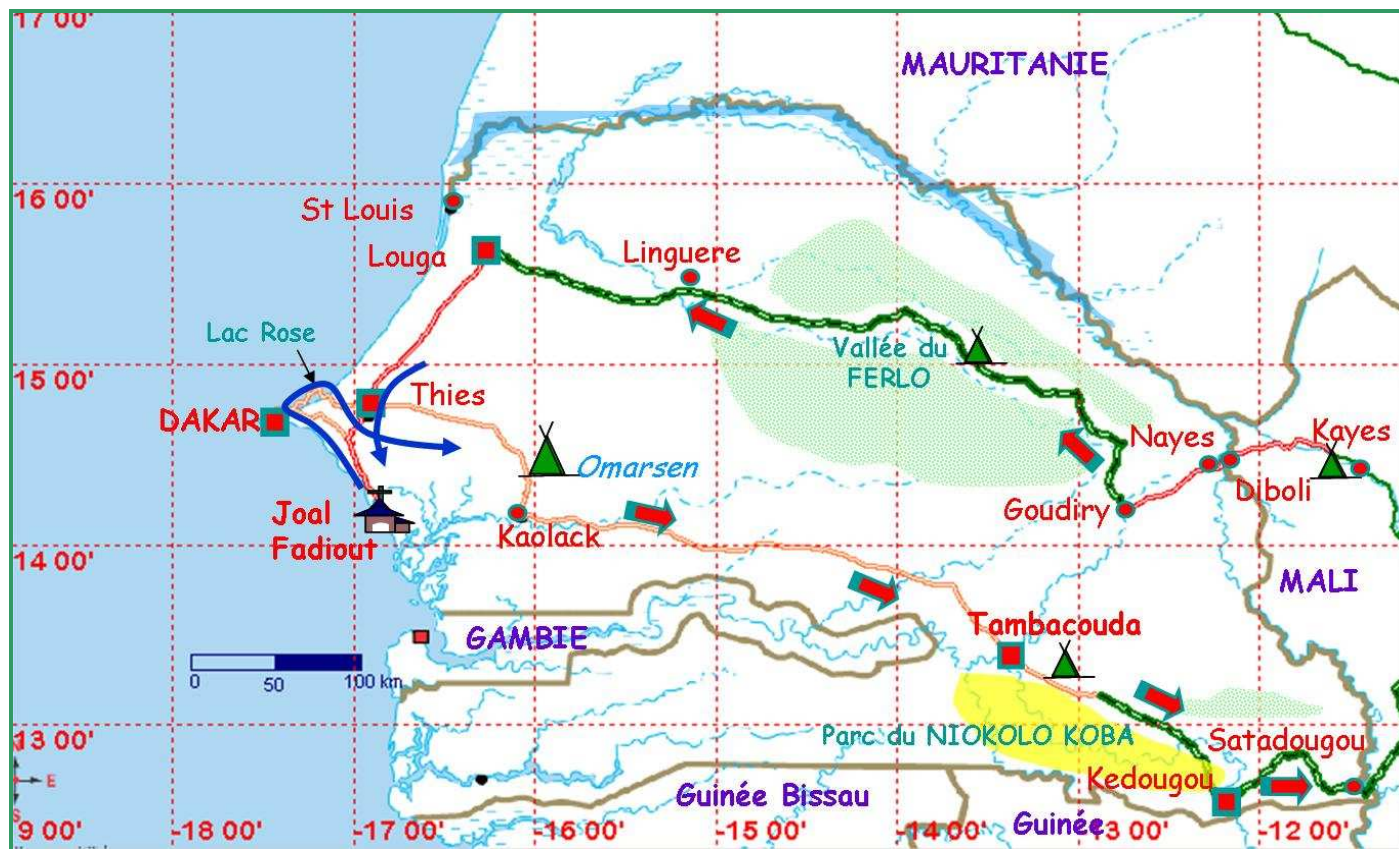 17 00'
MAURITANIE
16 00'
St Louis
Louga
Linguere
Lac Rose
15 00'
Vallée du
FERLO
DAKAR
Thies
Nayes
Kayes
Omarsen
Diboli
Goudiry
Joal
Fadiout
Kaolack
14 00'
MALI
GAMBIE
Tambacouda
0 50 100 km
13 00'
Parc du NIOKOLO KOBA
Satadougou
Kedougou
E
S
Guinée Bissau
Guinée
9 00'
-18 00'
-17 00'
-16 00'
-15 00'
-14 00'
-13 00'
-12 00'